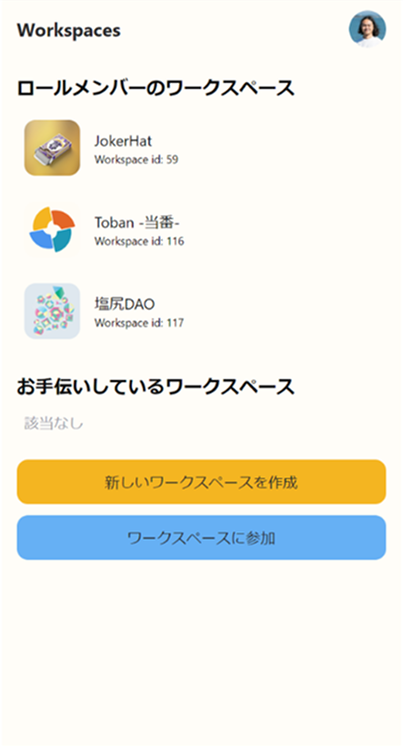 Workspaces
ロールメンバーのワークスペース
JokerHat
Workspace id: 59
Toban -当番-
Workspace id: 116
塩尻DAO
Workspace id: 117
お手伝いしているワークスペース
該当なし
新しいワークスペースを作成
ワークスペースに参加